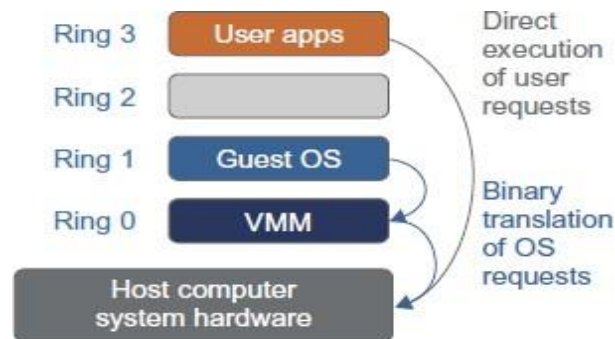 Ring 3
User apps
Direct
execution
of user
requests
Ring 2
Ring 1
Guest OS
Binary
translation
of OS
requests
Ring 0
VMM
Host computer
system hardware